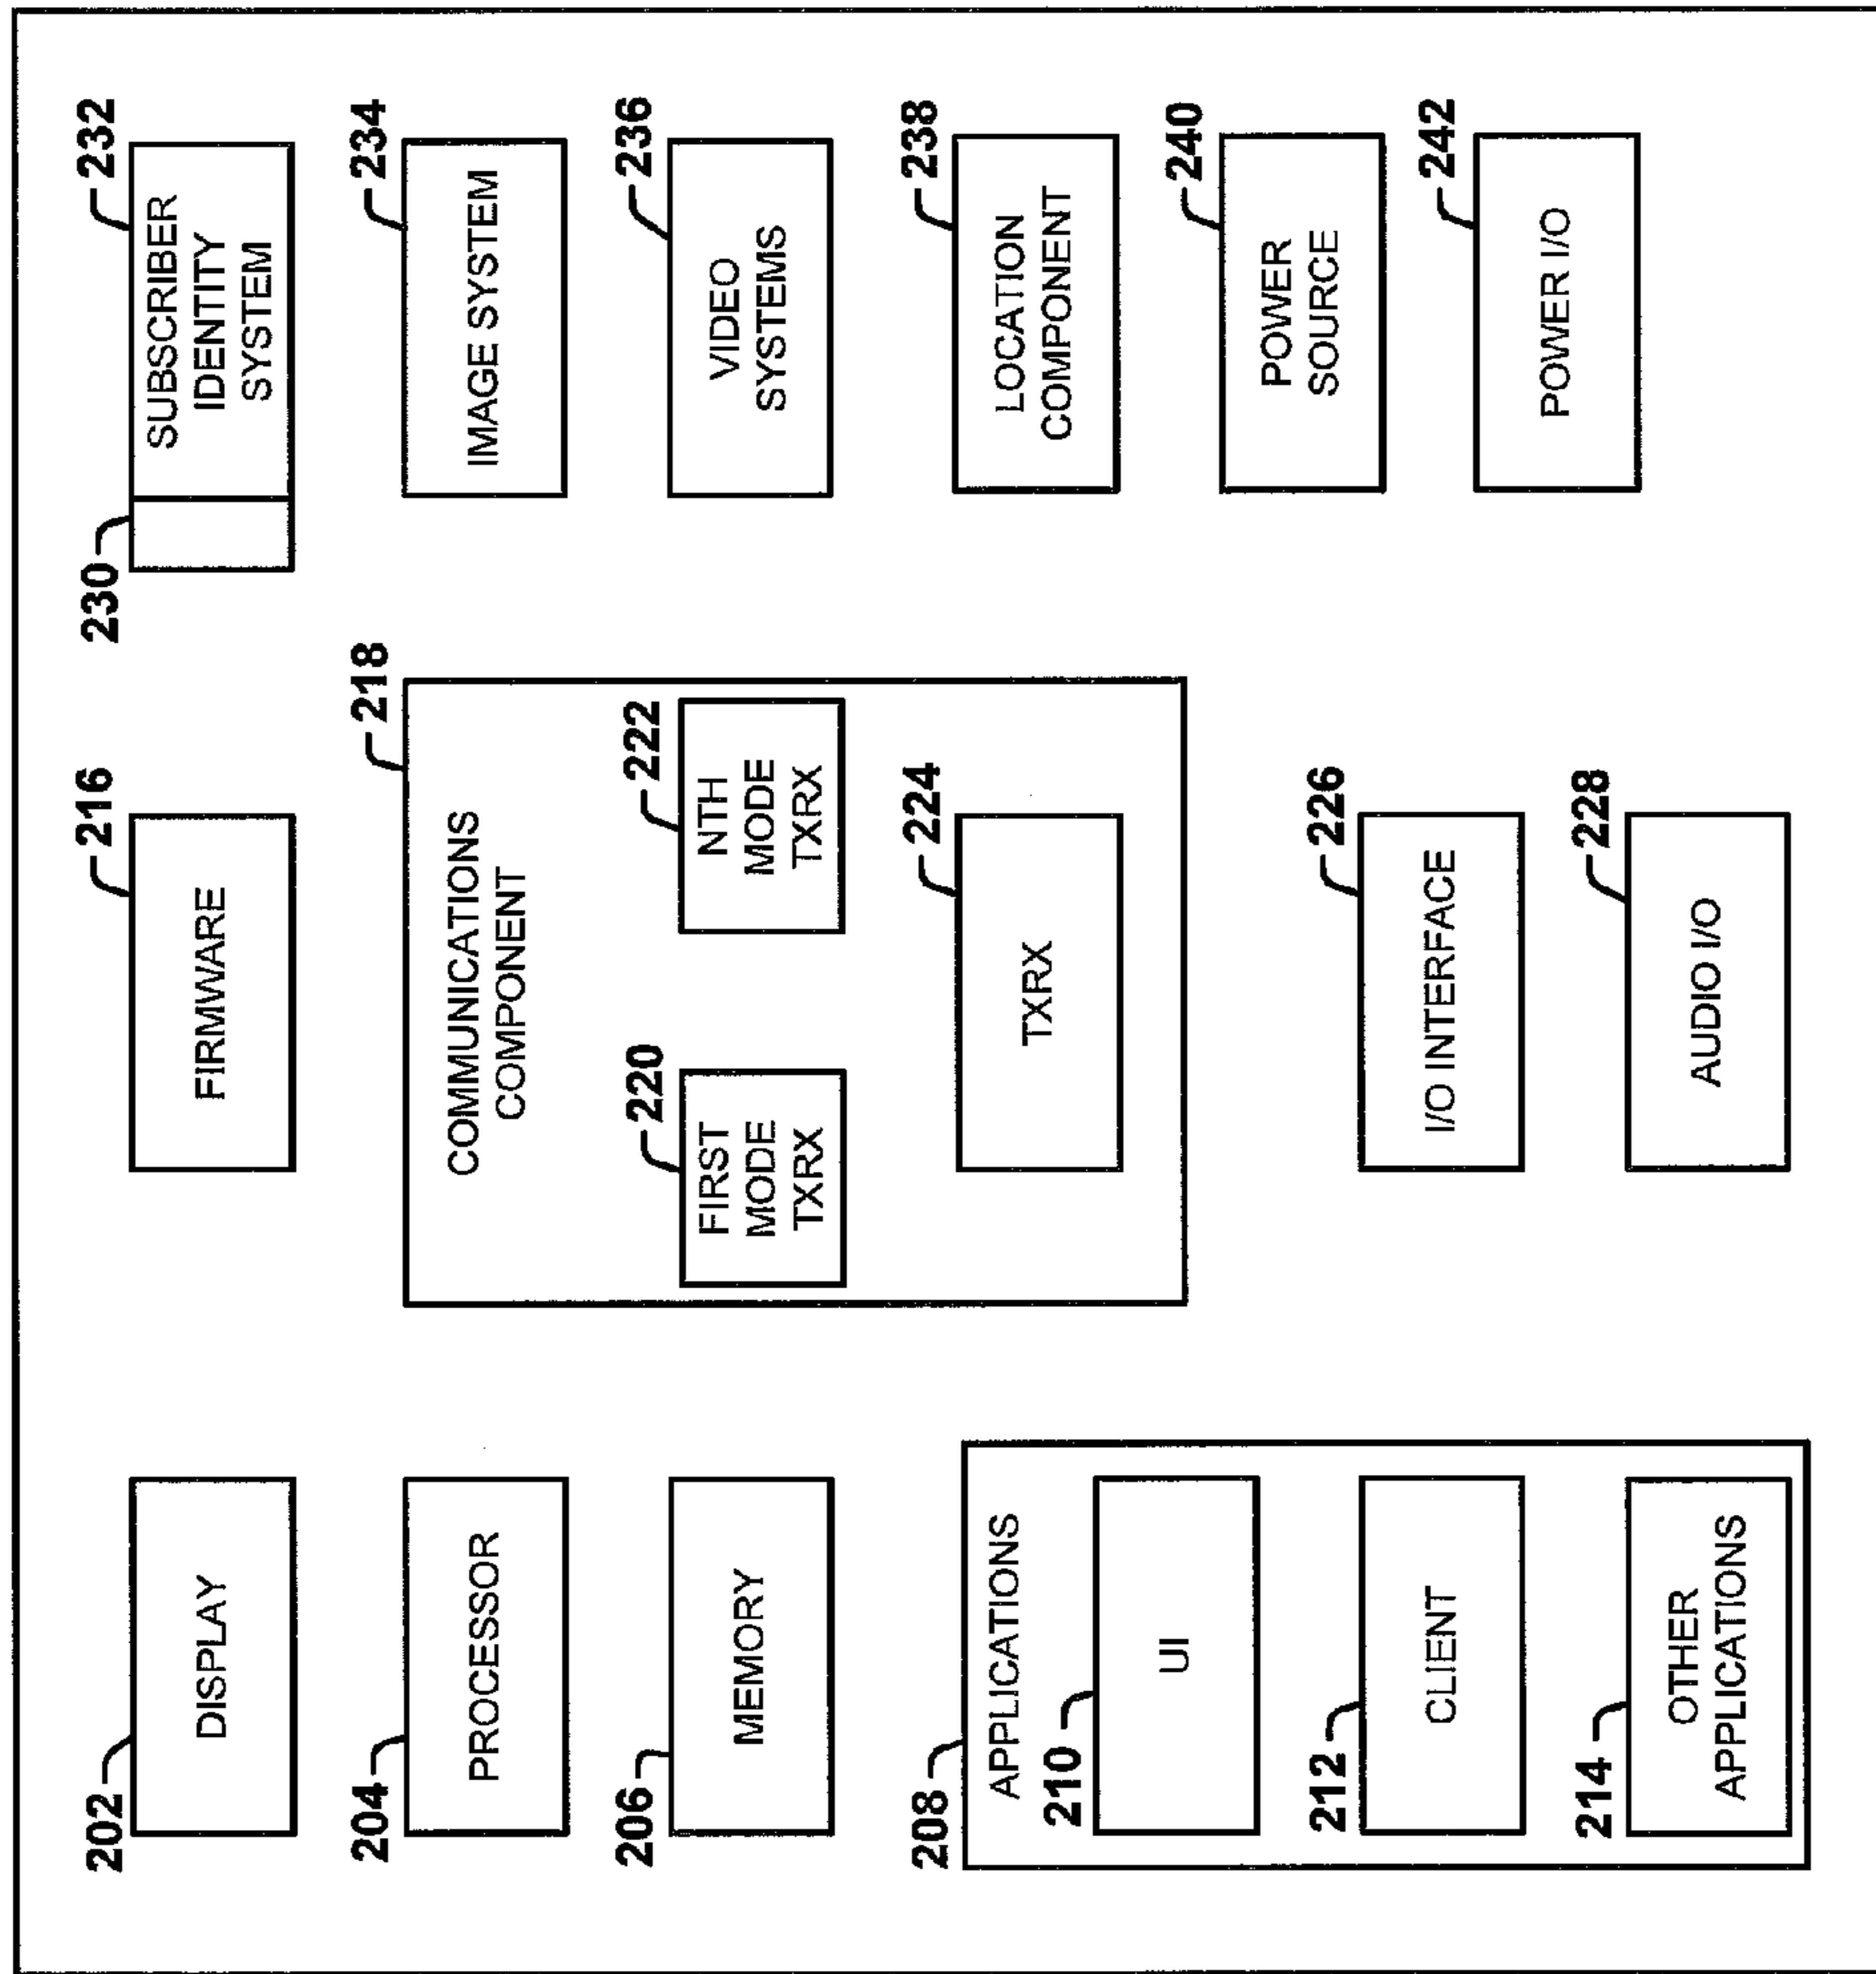 202
DISPLAY
204
PROCESSOR
206
MEMORY
208
APPLICATIONS
210
UI
212
CLIENT
214
OTHER
APPLICATIONS
216
FIRMWARE
218
COMMUNICATIONS
COMPONENT
220
FIRST
MODE
TXRX
222
NTH
MODE
TXRX
224
TXRX
226
I/O INTERFACE
228
AUDIO I/O
230
232
SUBSCRIBER
IDENTITY
SYSTEM
234
IMAGE SYSTEM
236
VIDEO
SYSTEMS
238
LOCATION
COMPONENT
240
POWER
SOURCE
242
POWER I/O